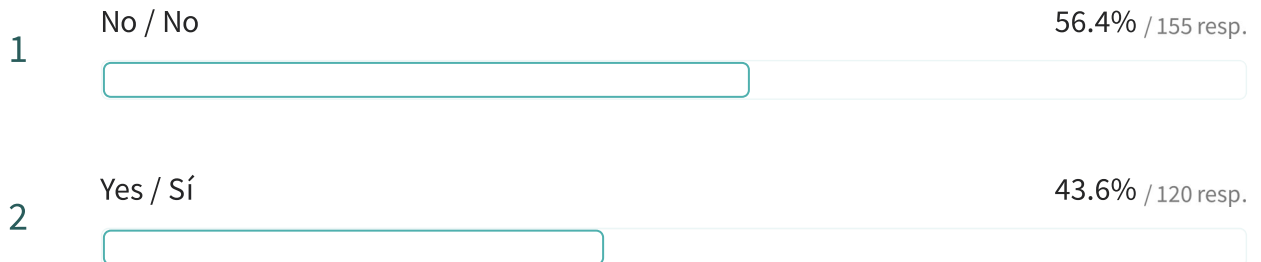 No / No 56.4% / 155 resp.
1
Yes / Sí 43.6% / 120 resp.
2